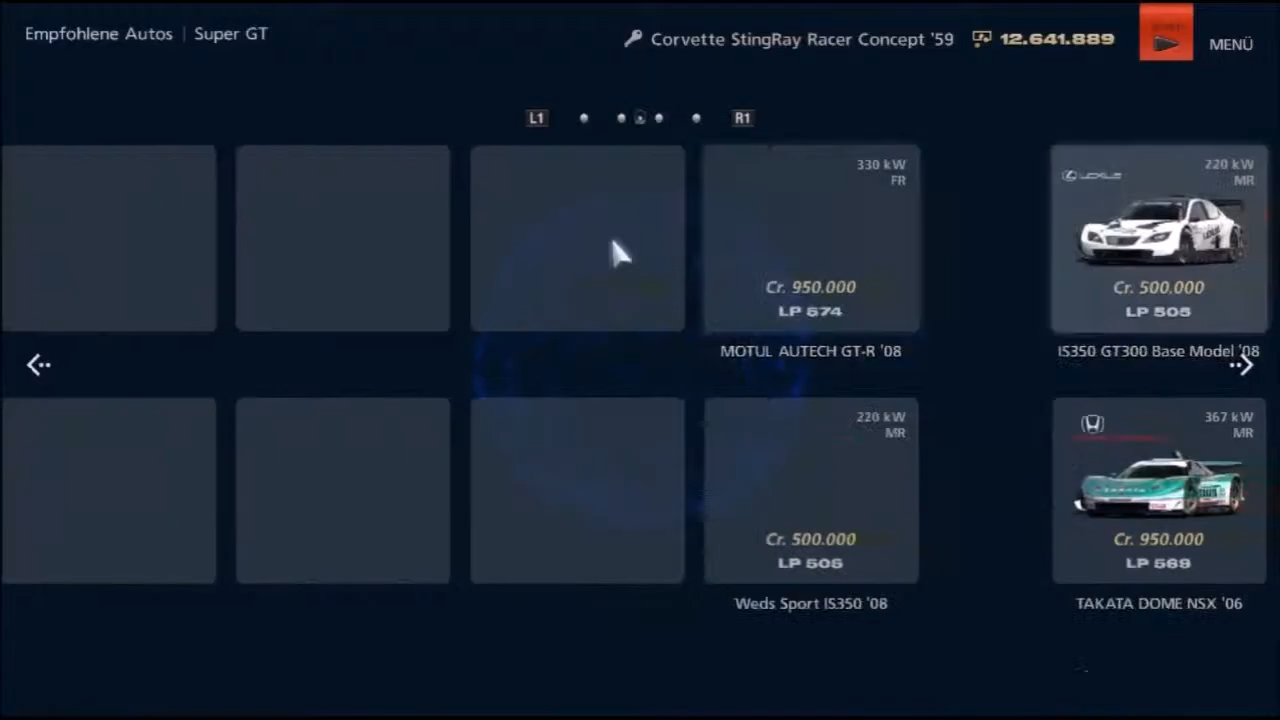 Empfohlene Autos | Super GT
Corvette StingRay Racer Concept '59
12.641.889
MENÜ
L1
R1
330 kW
FR
Cr. 950.000
LP 574
MOTUL AUTECH GT-R '08
LEXUS
220 kW
MR
Cr. 500.000
LP 505
IS350 GT300 Base Model '08
220 kW
MR
Cr. 500.000
LP 506
Weds Sport IS350 '08
367 kW
MR
Cr. 950.000
LP 569
TAKATA DOME NSX '06